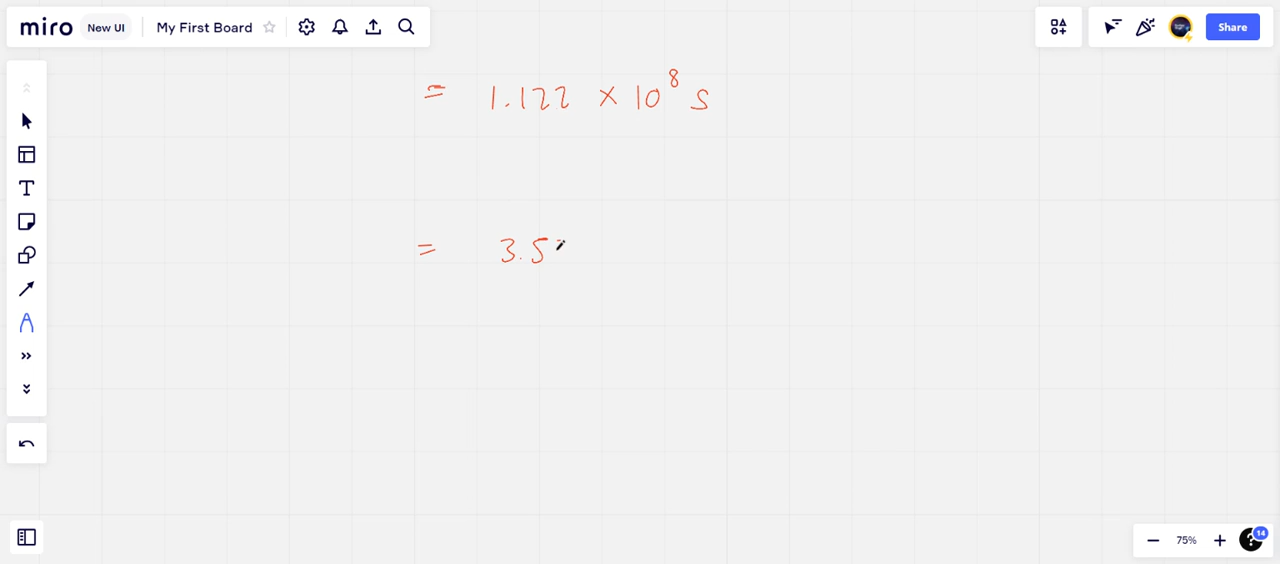 miro New UI My First Board Share
= 1.122 × 10⁸ s
= 3.5
14
75% ?